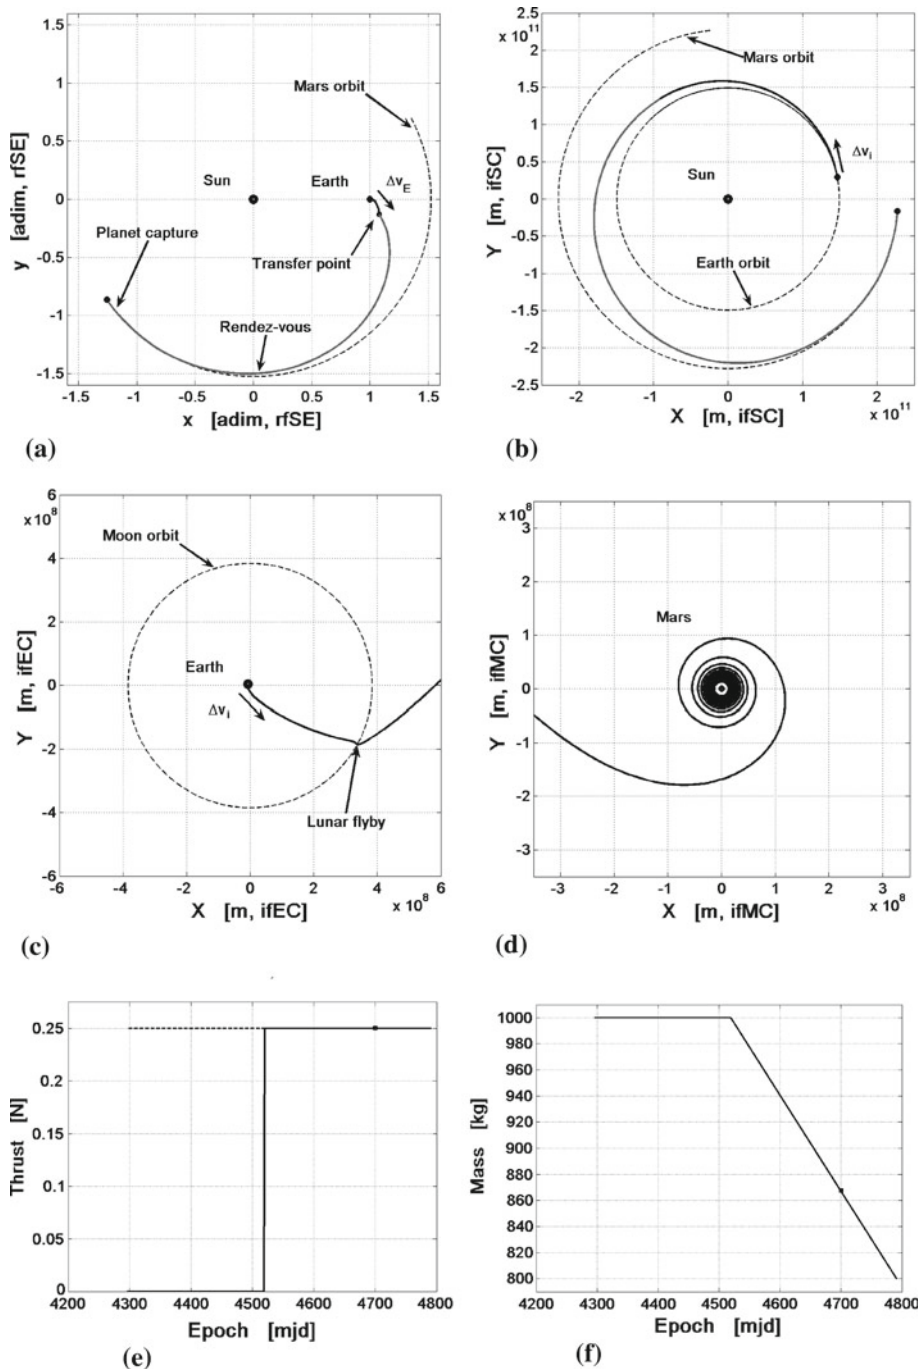 1.5
1
0.5
0
-0.5
-1
-1.5
-1.5 -1 -0.5 0 0.5 1 1.5
y [adim, rfSE]
x [adim, rfSE]
Mars orbit
Sun
Earth
Δv_E
Planet capture
Transfer point
Rendez-vous
(a)
x 10^11
2.5
2
1.5
1
0.5
0
-0.5
-1
-1.5
-2
-2.5
-2 -1 0 1 2
x 10^11
Y [m, ifSC]
X [m, ifSC]
Mars orbit
Δv_i
Sun
Earth orbit
(b)
6
x 10^8
4
2
0
-2
-4
-6
-6 -4 -2 0 2 4 6
x 10^8
Y [m, ifEC]
X [m, ifEC]
Moon orbit
Earth
Δv_i
Lunar flyby
(c)
x 10^8
3
2
1
0
-1
-2
-3
-3 -2 -1 0 1 2 3
x 10^8
Y [m, ifMC]
X [m, ifMC]
Mars
(d)
0.25
0.2
0.15
0.1
0.05
0
4200 4300 4400 4500 4600 4700 4800
Thrust [N]
Epoch [mjd]
(e)
1000
980
960
940
920
900
880
860
840
820
800
4200 4300 4400 4500 4600 4700 4800
Mass [kg]
Epoch [mjd]
(f)